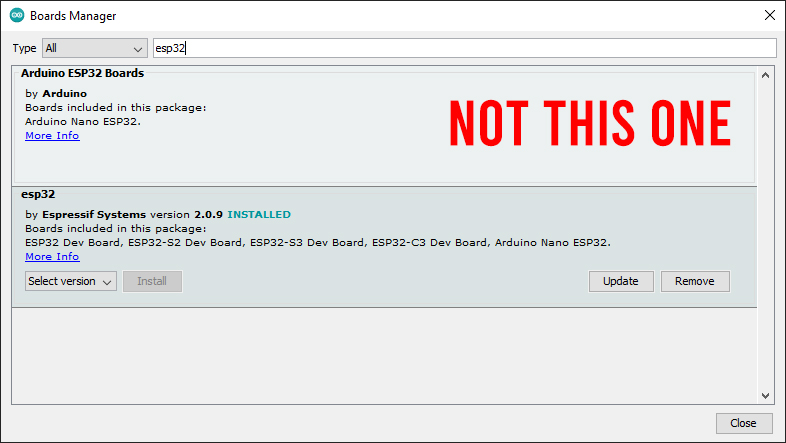 Boards Manager
Type All esp32
Arduino ESP32 Boards
by Arduino
Boards included in this package:
Arduino Nano ESP32.
More Info
NOT THIS ONE
esp32
by Espressif Systems version 2.0.9 INSTALLED
Boards included in this package:
ESP32 Dev Board, ESP32-S2 Dev Board, ESP32-S3 Dev Board, ESP32-C3 Dev Board, Arduino Nano ESP32.
More Info
Select version Install Update Remove
Close